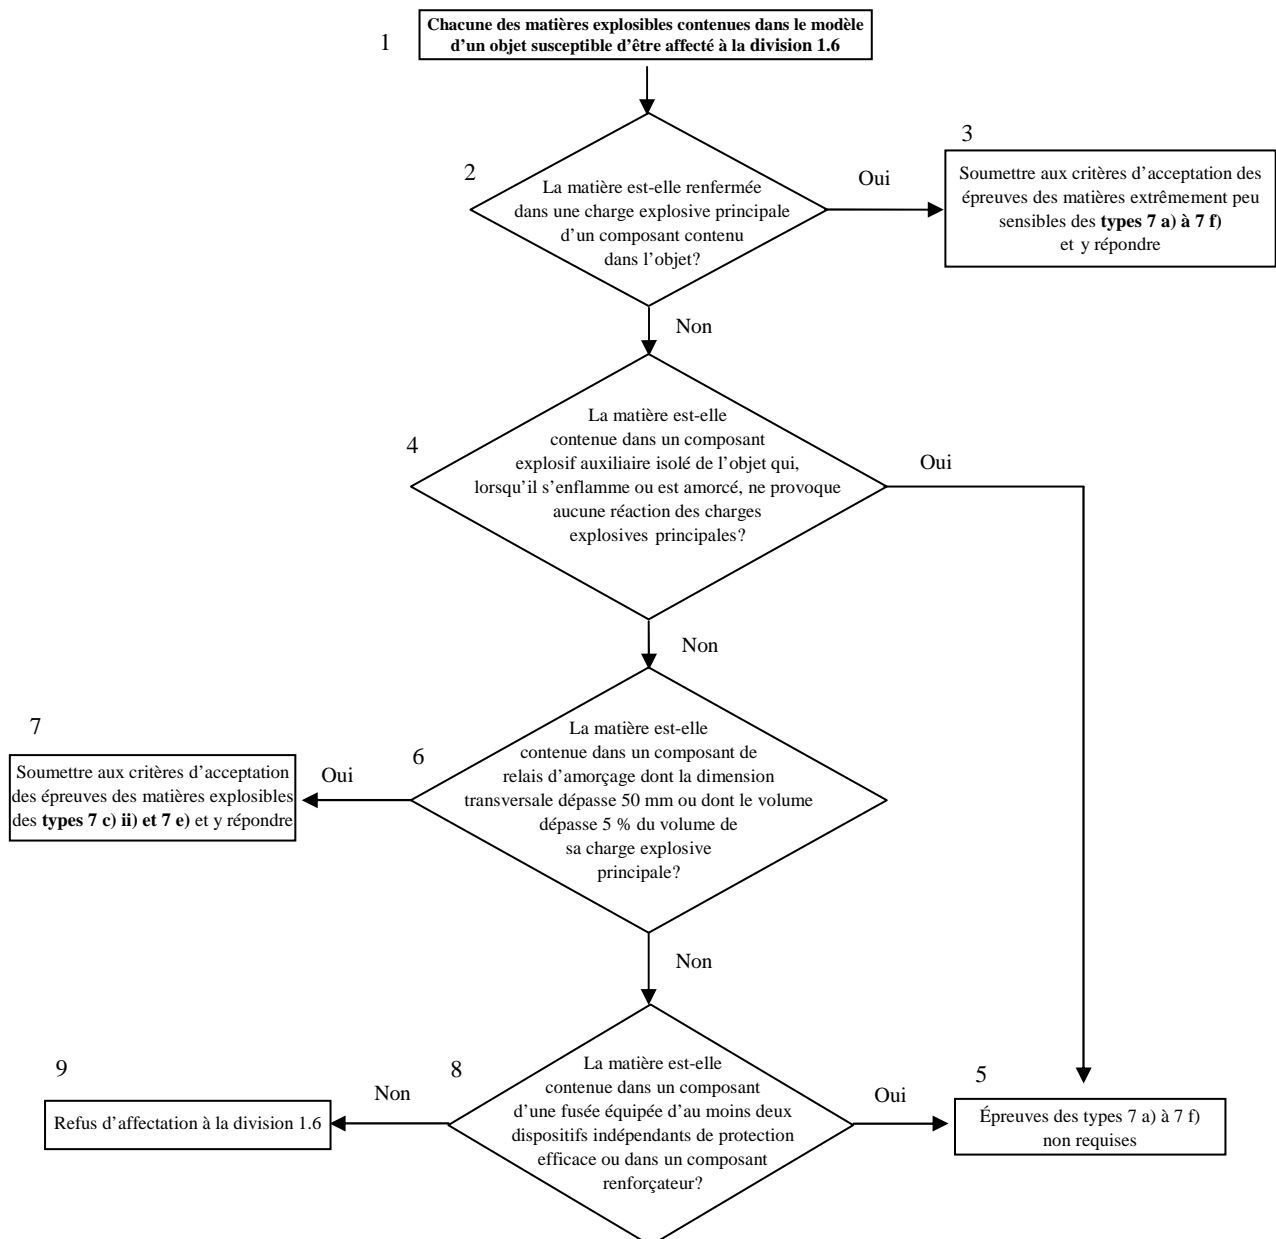 1
Chacune des matières explosibles contenues dans le modèle
d'un objet susceptible d'être affecté à la division 1.6
2
La matière est-elle renfermée
dans une charge explosive principale
d'un composant contenu
dans l'objet?
Oui
3
Soumettre aux critères d'acceptation des
épreuves des matières extrêmement peu
sensibles des types 7 a) à 7 f)
et y répondre
Non
4
La matière est-elle
contenue dans un composant
explosif auxiliaire isolé de l'objet qui,
lorsqu'il s'enflamme ou est amorcé, ne provoque
aucune réaction des charges
explosives principales?
Oui
Non
6
La matière est-elle
contenue dans un composant de
relais d'amorçage dont la dimension
transversale dépasse 50 mm ou dont le volume
dépasse 5 % du volume de
sa charge explosive
principale?
Oui
7
Soumettre aux critères d'acceptation
des épreuves des matières explosibles
des types 7 c) ii) et 7 e) et y répondre
Non
8
La matière est-elle
contenue dans un composant
d'une fusée équipée d'au moins deux
dispositifs indépendants de protection
efficace ou dans un composant
renforçateur?
Non
9
Refus d'affectation à la division 1.6
Oui
5
Épreuves des types 7 a) à 7 f)
non requises